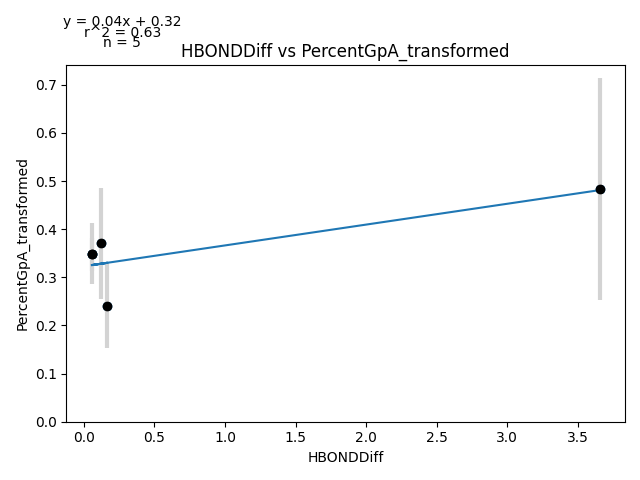 y = 0.04x + 0.32
r^2 = 0.63
n = 5
HBONDDiff vs PercentGpA_transformed
0.7
0.6
0.5
0.4
0.3
0.2
0.1
0.0
PercentGpA_transformed
0.0 0.5 1.0 1.5 2.0 2.5 3.0 3.5
HBONDDiff